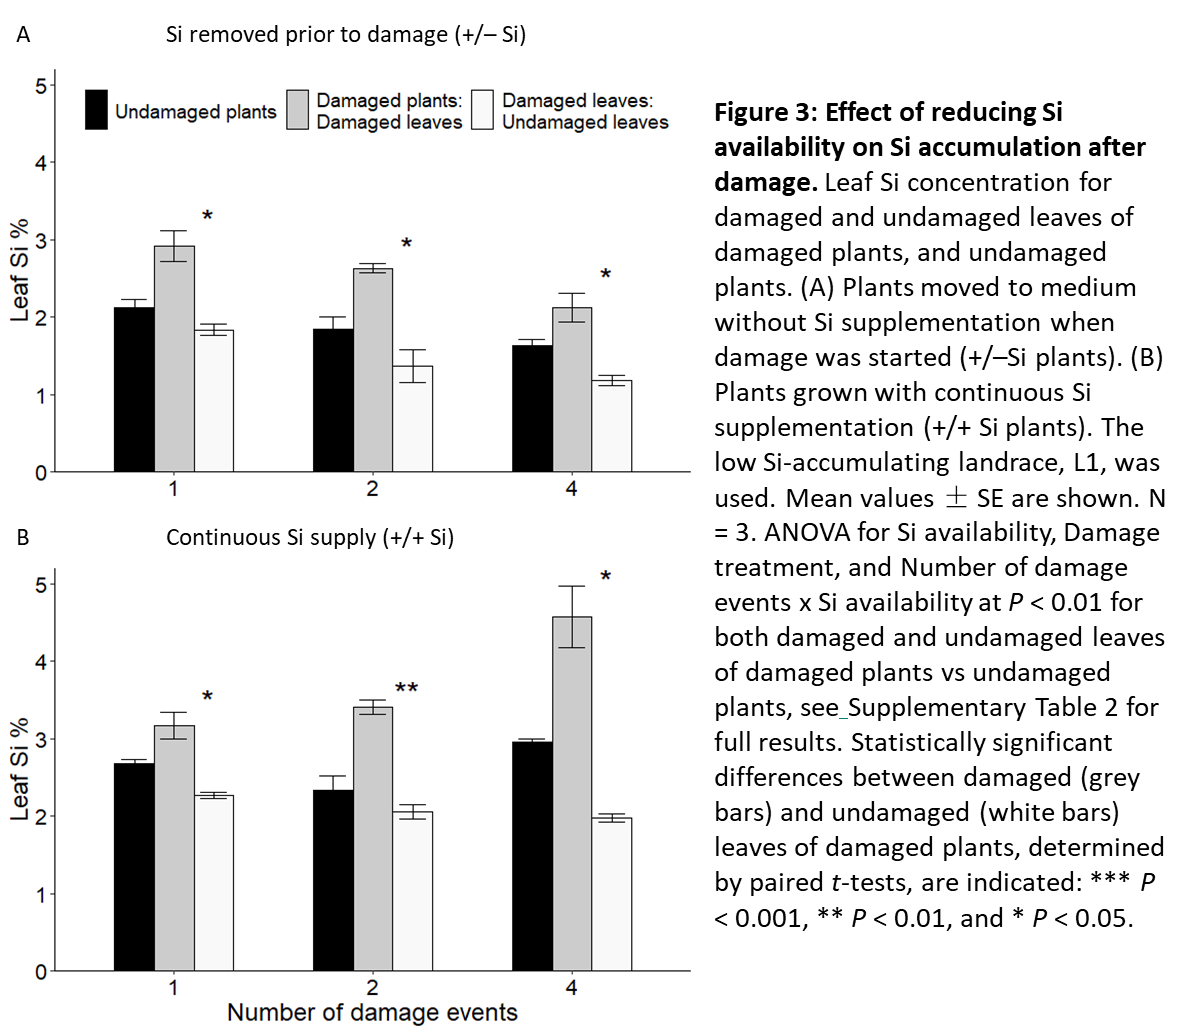 A
Si removed prior to damage (+/– Si)
5
4
3
2
1
0
Leaf Si %
Undamaged plants
Damaged plants:
Damaged leaves
Damaged leaves:
Undamaged leaves
*
*
*
1
2
4
B
Continuous Si supply (+/+ Si)
5
4
3
2
1
0
Leaf Si %
*
**
*
1
2
4
Number of damage events
Figure 3: Effect of reducing Si
availability on Si accumulation after
damage. Leaf Si concentration for
damaged and undamaged leaves of
damaged plants, and undamaged
plants. (A) Plants moved to medium
without Si supplementation when
damage was started (+/–Si plants). (B)
Plants grown with continuous Si
supplementation (+/+ Si plants). The
low Si-accumulating landrace, L1, was
used. Mean values ± SE are shown. N
= 3. ANOVA for Si availability, Damage
treatment, and Number of damage
events x Si availability at P < 0.01 for
both damaged and undamaged leaves
of damaged plants vs undamaged
plants, see Supplementary Table 2 for
full results. Statistically significant
differences between damaged (grey
bars) and undamaged (white bars)
leaves of damaged plants, determined
by paired t-tests, are indicated: *** P
< 0.001, ** P < 0.01, and * P < 0.05.